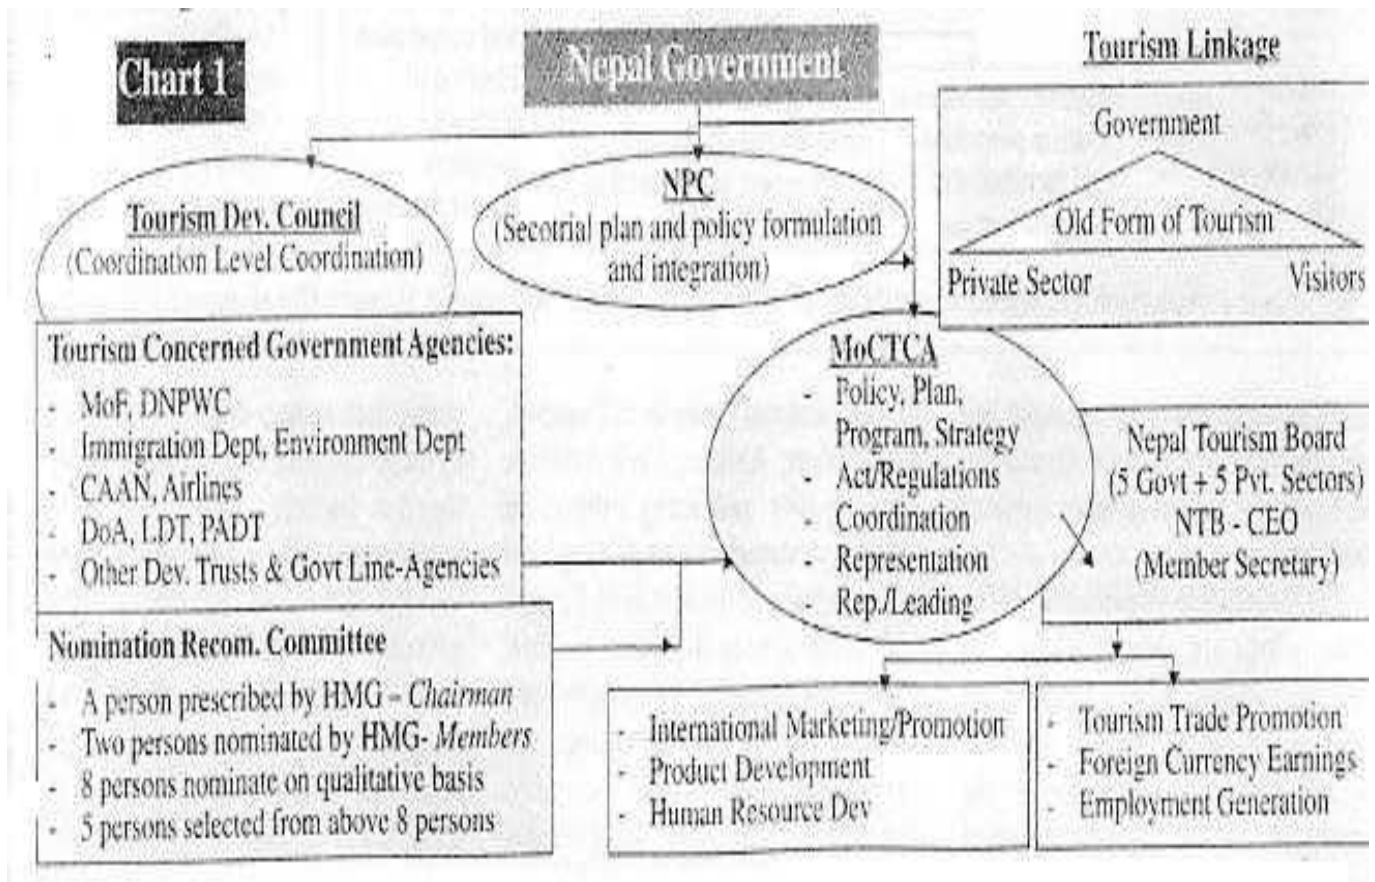 Chart 1
Nepal Government
Tourism Linkage
Government
Old Form of Tourism
Private Sector
Visitors
Tourism Dev. Council
(Coordination Level Coordination)
NPC
(Secotrial plan and policy formulation
and integration)
Tourism Concerned Government Agencies:
- MoF, DNPWC
- Immigration Dept, Environment Dept
- CAAN, Airlines
- DoA, LDT, PADT
- Other Dev. Trusts & Govt Line-Agencies
MoCTCA
- Policy, Plan,
Program, Strategy
- Act/Regulations
- Coordination
- Representation
- Rep./Leading
Nepal Tourism Board
(5 Govt + 5 Pvt. Sectors)
NTB - CEO
(Member Secretary)
Nomination Recom. Committee
- A person prescribed by HMG – Chairman
- Two persons nominated by HMG- Members
- 8 persons nominate on qualitative basis
- 5 persons selected from above 8 persons
- International Marketing/Promotion
- Product Development
- Human Resource Dev
- Tourism Trade Promotion
- Foreign Currency Earnings
- Employment Generation